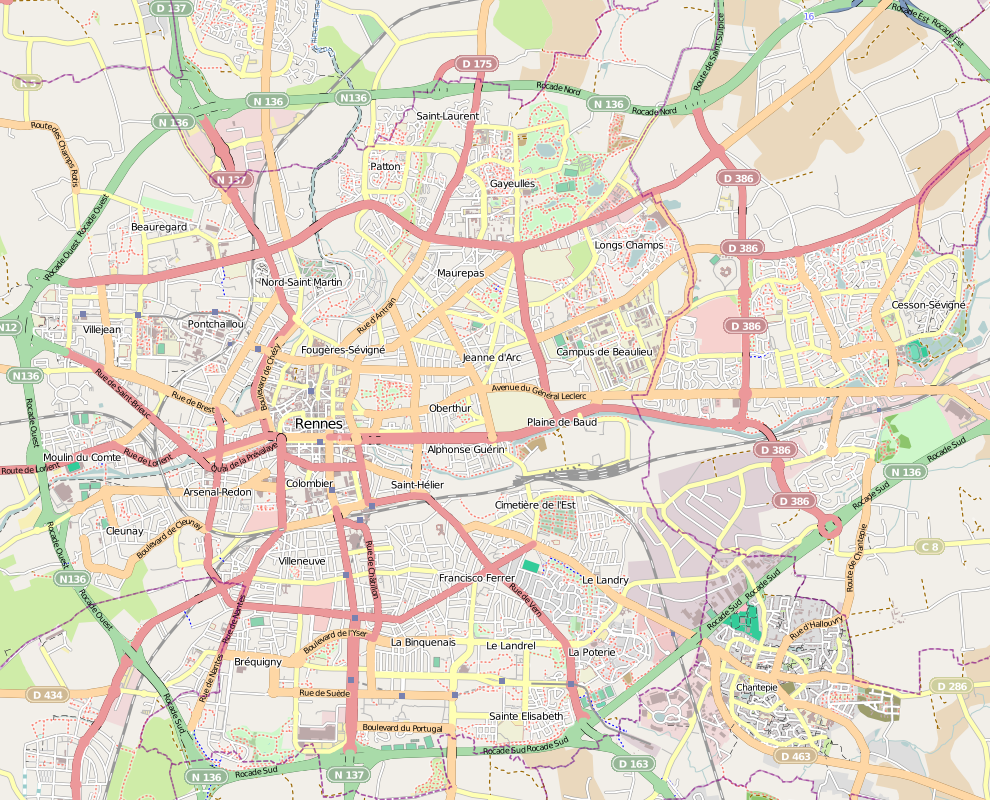 D 137
16
Rocade Est Rocade Est
Route de Saint-Sulpice
D 175
N 3
Rocade Nord
N 136
N136
N 136
Rocade Nord
N 136
Saint-Laurent
Route des Champs Rotis
Patton
N 137
Gayeulles
D 386
Rocade Ouest
Beauregard
Rocade Ouest
Longs Champs
D 386
Maurepas
Nord-Saint Martin
Rue d'Antrain
Cesson-Sévigné
N12
Villejean
Pontchaillou
D 386
Fougères-Sévigné
Jeanne d'Arc
Campus de Beaulieu
Boulevard de Chézy
N136
Rue de Saint-Brieuc
Rue de Brest
Avenue du Général Leclerc
Rocade Ouest
Oberthur
Rennes
Plaine de Baud
Moulin du Comte
Rue de Lorient
Quai de la Prévalaye
Alphonse Guérin
D 386
Rocade Sud
Route de Lorient
N 136
Colombier
Saint-Hélier
Arsenal-Redon
Rocade Sud
Cimetière de l'Est
D 386
Cleunay
Boulevard de Cleunay
Rocade Ouest
C 8
Villeneuve
Rue de Châtillon
Route de Chantepie
N136
Francisco Ferrer
Le Landry
Rocade Sud
Rue de Vern
Rocade Ouest
Rue de Nantes
Rocade Sud
Rue d'Hallouvry
Boulevard de l'Yser
La Binquenais
Le Landrel
La Poterie
Bréquigny
Rue de Nantes
D 434
Rue de Suède
Chantepie
D 286
Rocade Sud
Sainte Elisabeth
Boulevard du Portugal
Rocade Sud Rocade Sud
D 463
D 163
Rocade Sud
N 136
N 137